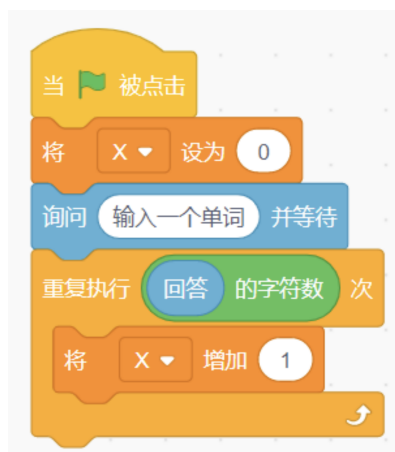 当 被点击
将 X 设为 0
询问 输入一个单词 并等待
重复执行 回答 的字符数 次
将 X 增加 1